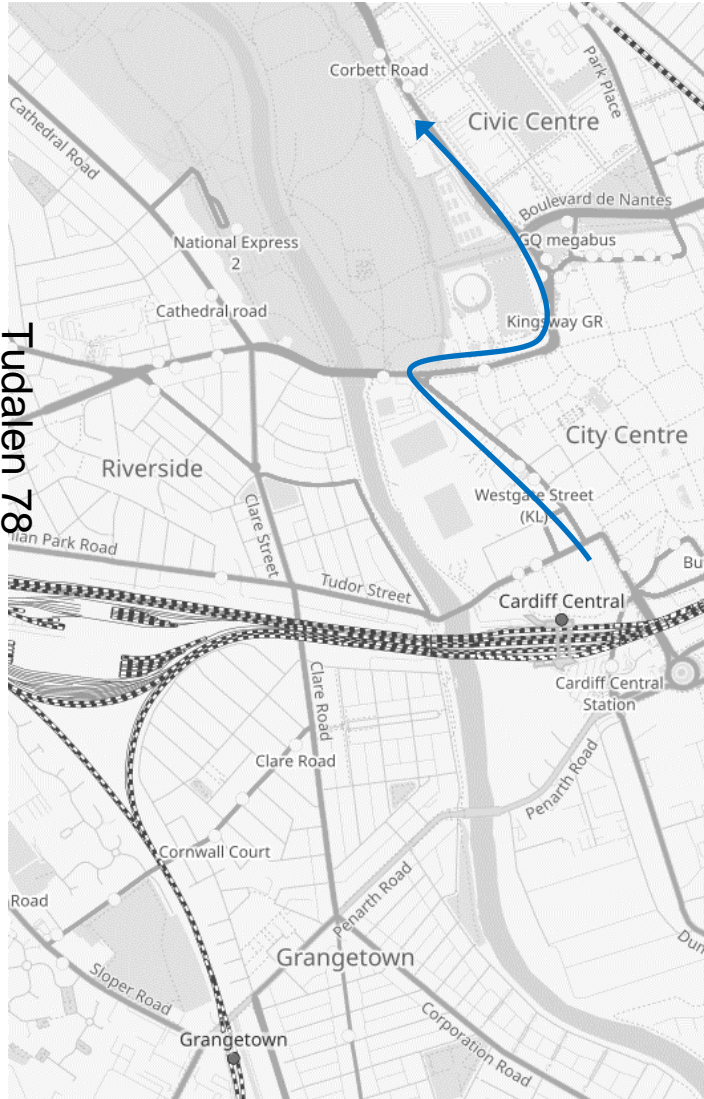 Corbett Road
Park Place
Civic Centre
Cathedral Road
Boulevard de Nantes
National Express
2
GQ megabus
Cathedral road
Kingsway GR
Tudalen 78
City Centre
Riverside
Westgate Street
(KL)
Clare Street
Park Road
Tudor Street
Cardiff Central
Clare Road
Cardiff Central
Station
Clare Road
Penarth Road
Cornwall Court
Penarth Road
Road
Grangetown
Sloper Road
Corporation Road
Grangetown